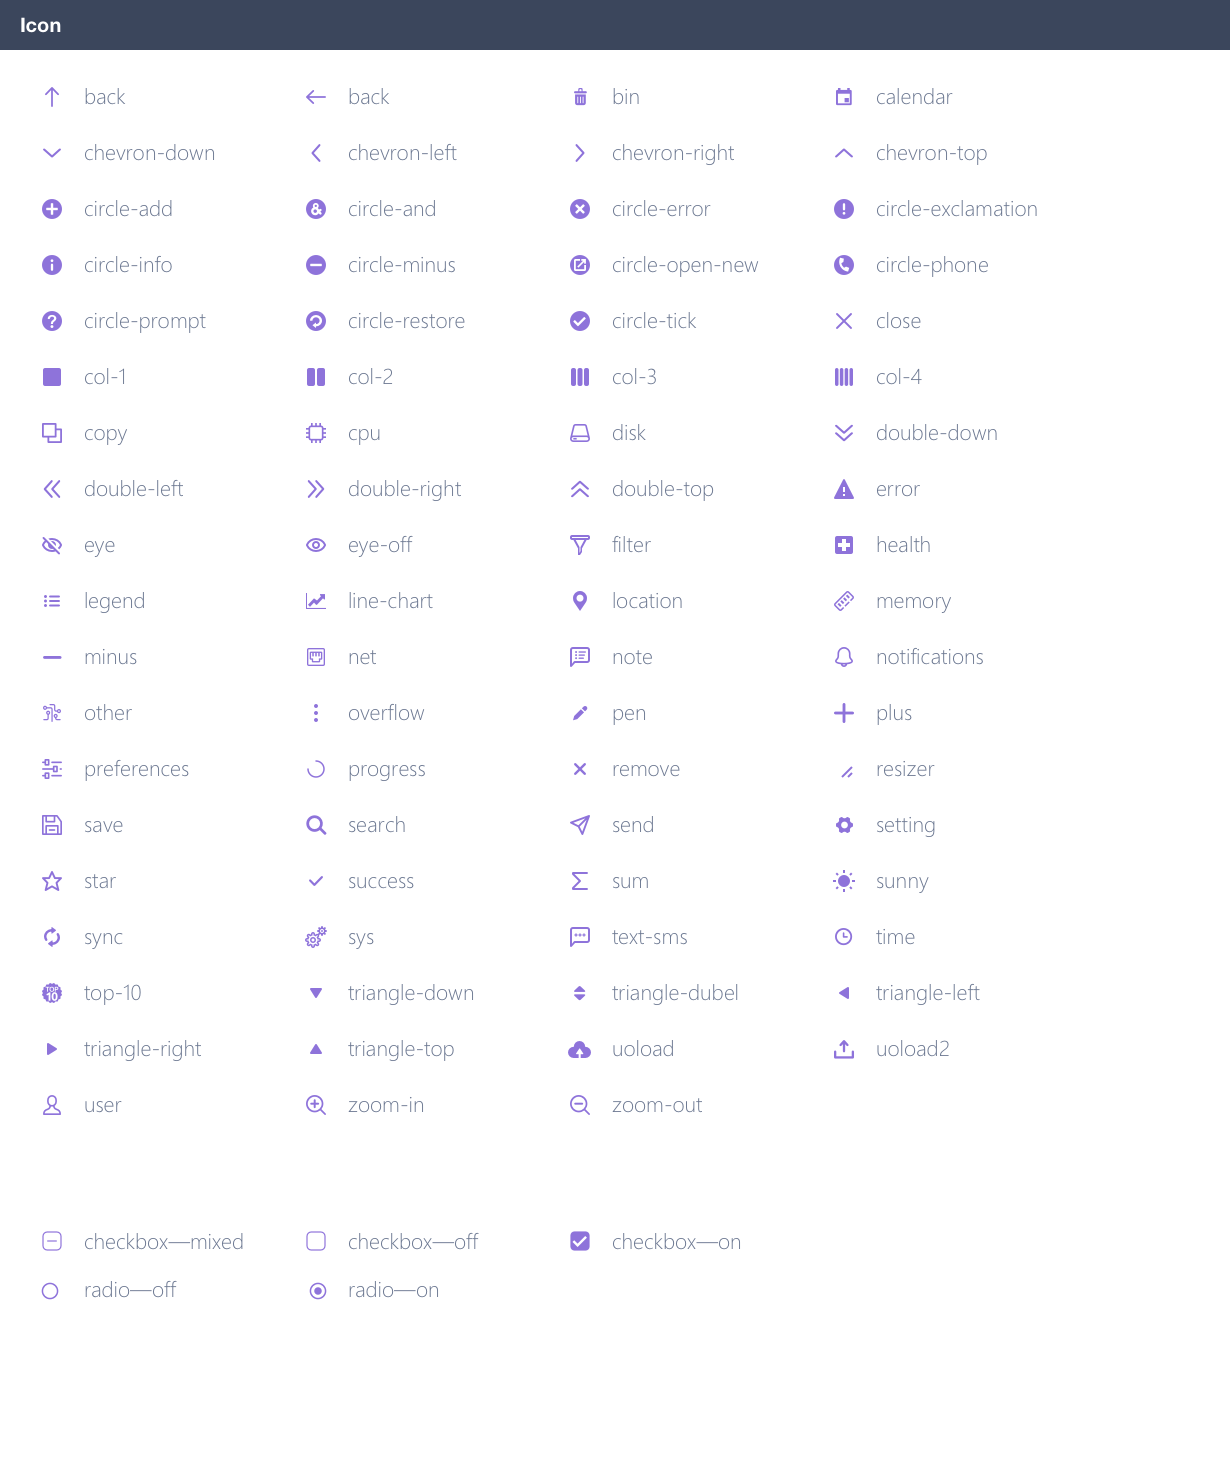 Icon
back back bin calendar
chevron-down chevron-left chevron-right chevron-top
circle-add circle-and circle-error circle-exclamation
circle-info circle-minus circle-open-new circle-phone
circle-prompt circle-restore circle-tick close
col-1 col-2 col-3 col-4
copy cpu disk double-down
double-left double-right double-top error
eye eye-off filter health
legend line-chart location memory
minus net note notifications
other overflow pen plus
preferences progress remove resizer
save search send setting
star success sum sunny
sync sys text-sms time
TOP 10 top-10 triangle-down triangle-dubel triangle-left
triangle-right triangle-top uoload uoload2
user zoom-in zoom-out
checkbox—mixed checkbox—off checkbox—on
radio—off radio—on